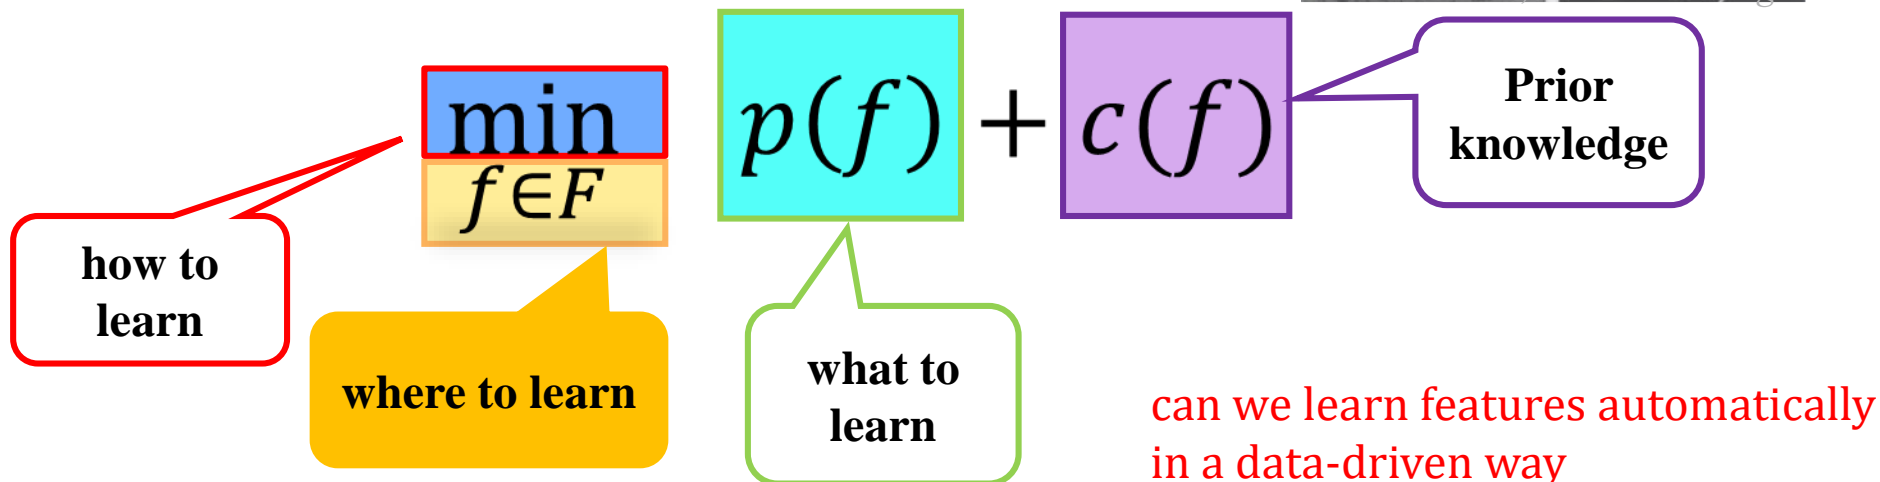 min p(f) + c(f)
f∈F
Prior
knowledge
how to
learn
where to learn
what to
learn
can we learn features automatically
in a data-driven way